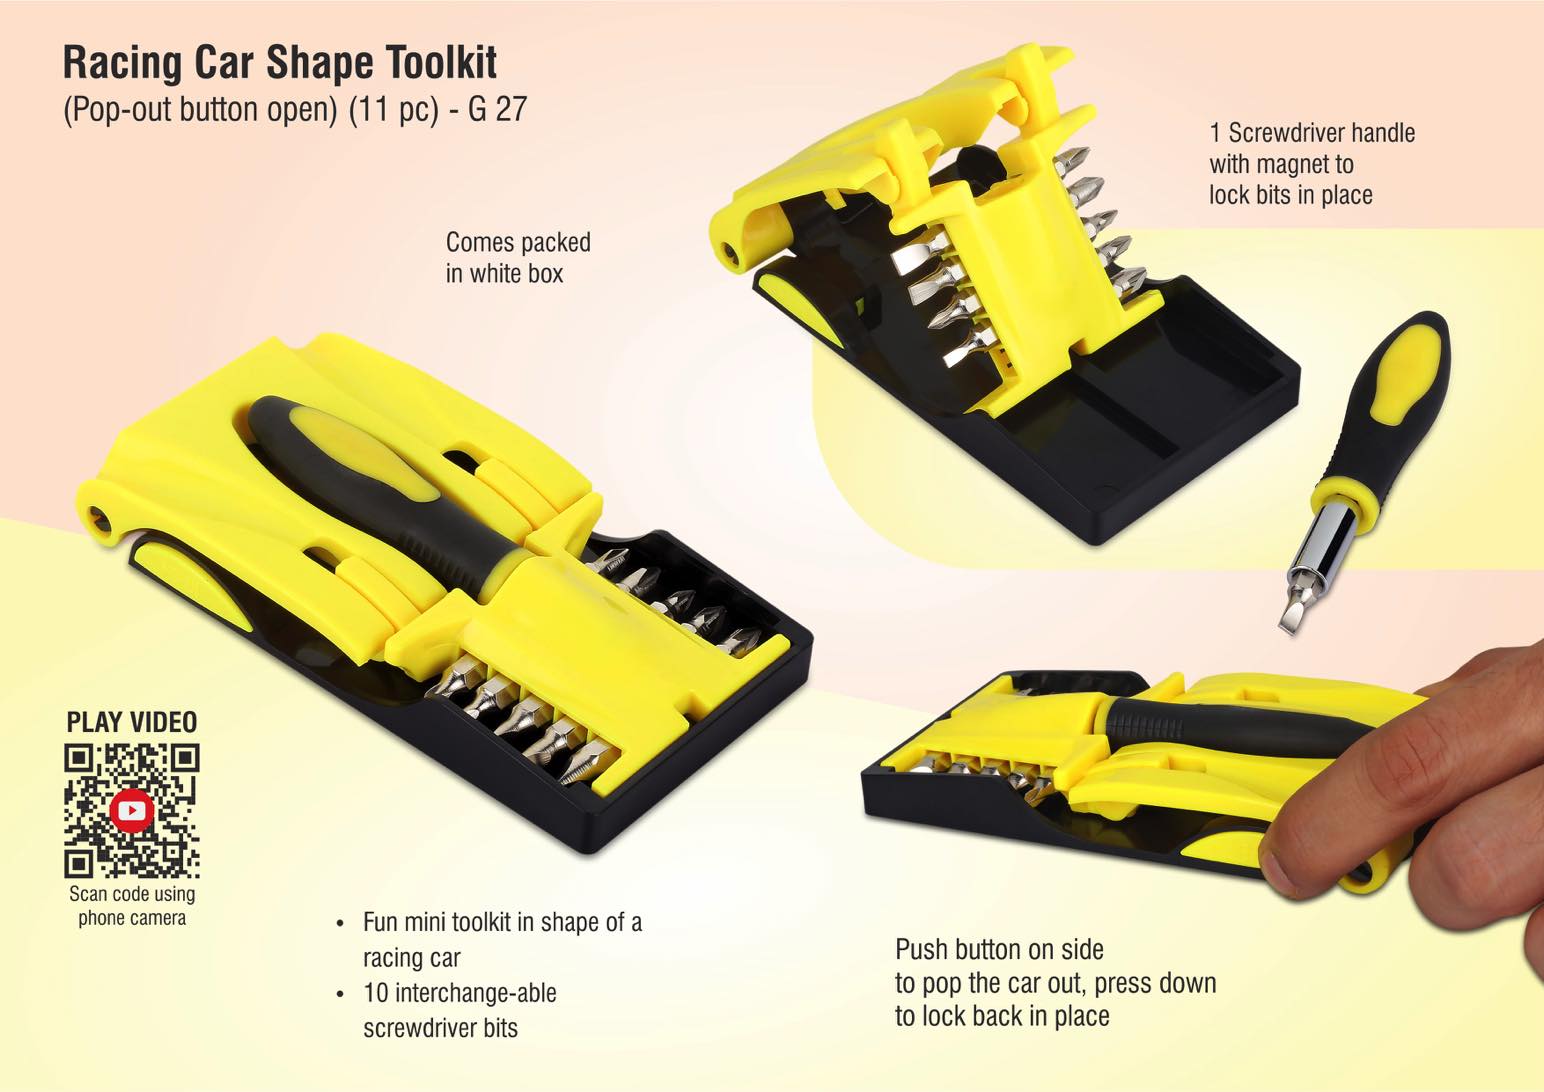 Racing Car Shape Toolkit
(Pop-out button open) (11 pc) - G 27
1 Screwdriver handle
with magnet to
lock bits in place
Comes packed
in white box
PLAY VIDEO
Scan code using
phone camera
• Fun mini toolkit in shape of a
racing car
• 10 interchange-able
screwdriver bits
Push button on side
to pop the car out, press down
to lock back in place